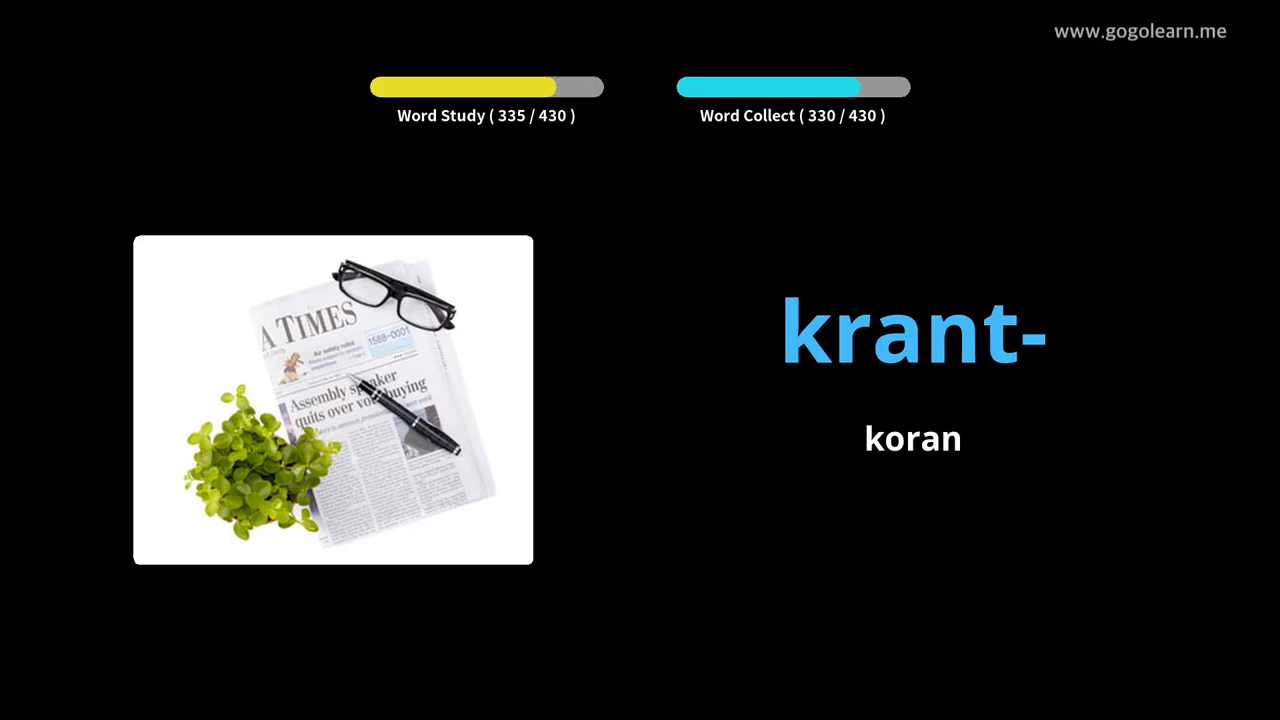 www.gogolearn.me
Word Study ( 335 / 430 )
Word Collect ( 330 / 430 )
A TIMES
Air safety rules
1588-0001
Assembly speaker
quits over vote buying
krant-
koran